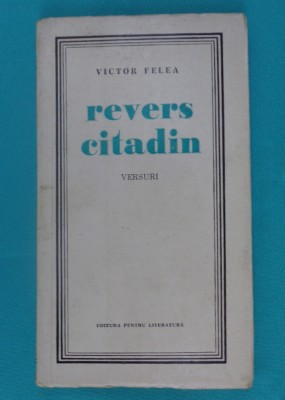 VICTOR FELEA
revers
citadin
VERSURI
EDITURA PENTRU LITERATURĂ